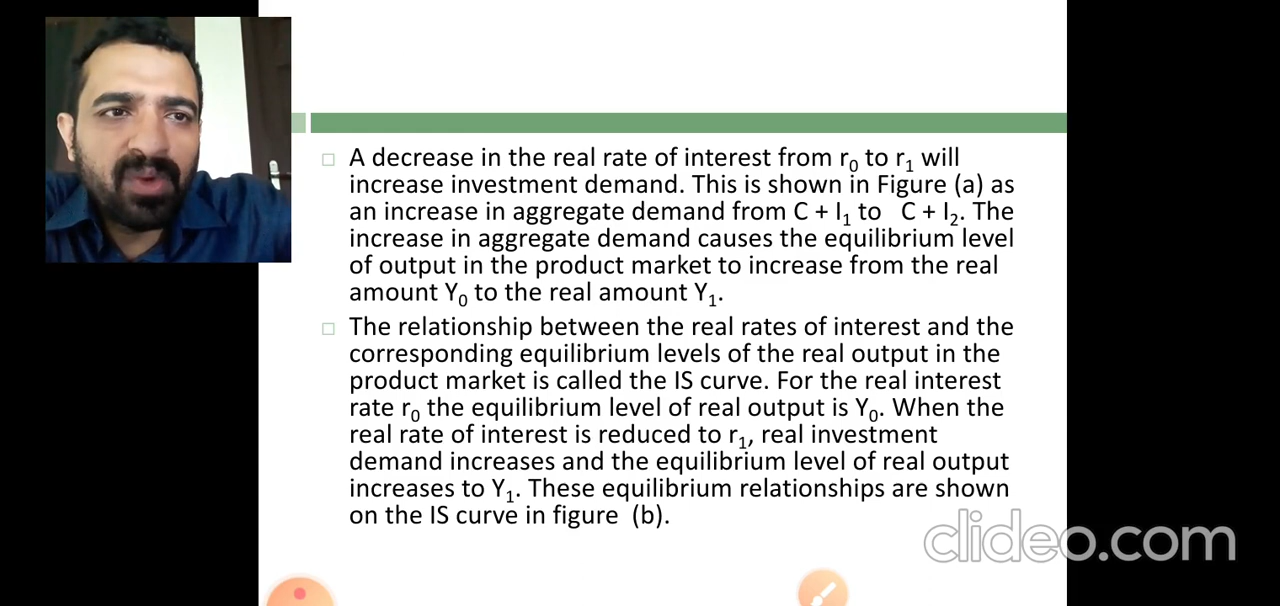 □ A decrease in the real rate of interest from r₀ to r₁ will
increase investment demand. This is shown in Figure (a) as
an increase in aggregate demand from C + I₁ to C + I₂. The
increase in aggregate demand causes the equilibrium level
of output in the product market to increase from the real
amount Y₀ to the real amount Y₁.
□ The relationship between the real rates of interest and the
corresponding equilibrium levels of the real output in the
product market is called the IS curve. For the real interest
rate r₀ the equilibrium level of real output is Y₀. When the
real rate of interest is reduced to r₁, real investment
demand increases and the equilibrium level of real output
increases to Y₁. These equilibrium relationships are shown
on the IS curve in figure (b).
clideo.com